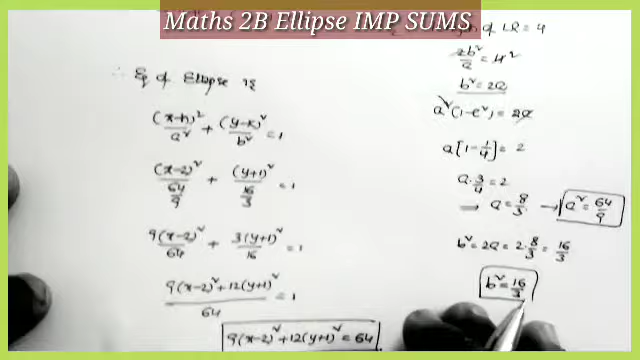 Maths 2B Ellipse IMP SUMS
of LR = 4
2b²/a = 4²
b² = 2a
a²(1-e²) = 2a
a[1-1/4] = 2
a·3/4 = 2
⇒ a = 8/3 → a² = 64/9
b² = 2a = 2·8/3 = 16/3
b² = 16/3
∴ Eq of Ellipse is
(x-h)²/a² + (y-k)²/b² = 1
(x-2)²/(64/9) + (y+1)²/(16/3) = 1
9(x-2)²/64 + 3(y+1)²/16 = 1
(9(x-2)²+12(y+1)²)/64 = 1
9(x-2)²+12(y+1)² = 64